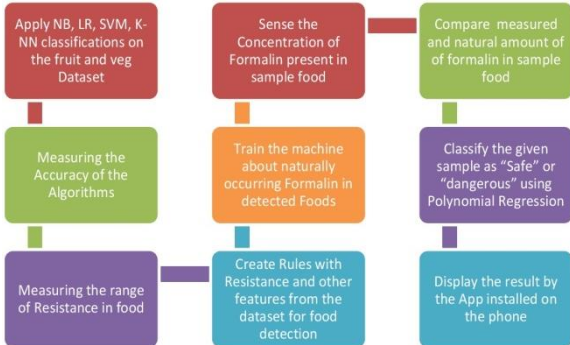 Apply NB, LR, SVM, K-
NN classifications on
the fruit and veg
Dataset
Measuring the
Accuracy of the
Algorithms
Measuring the range
of Resistance in food
Create Rules with
Resistance and other
features from the
dataset for food
detection
Train the machine
about naturally
occurring Formalin in
detected Foods
Sense the
Concentration of
Formalin present in
sample food
Compare measured
and natural amount of
of formalin in sample
food
Classify the given
sample as "Safe" or
"dangerous" using
Polynomial Regression
Display the result by
the App installed on
the phone